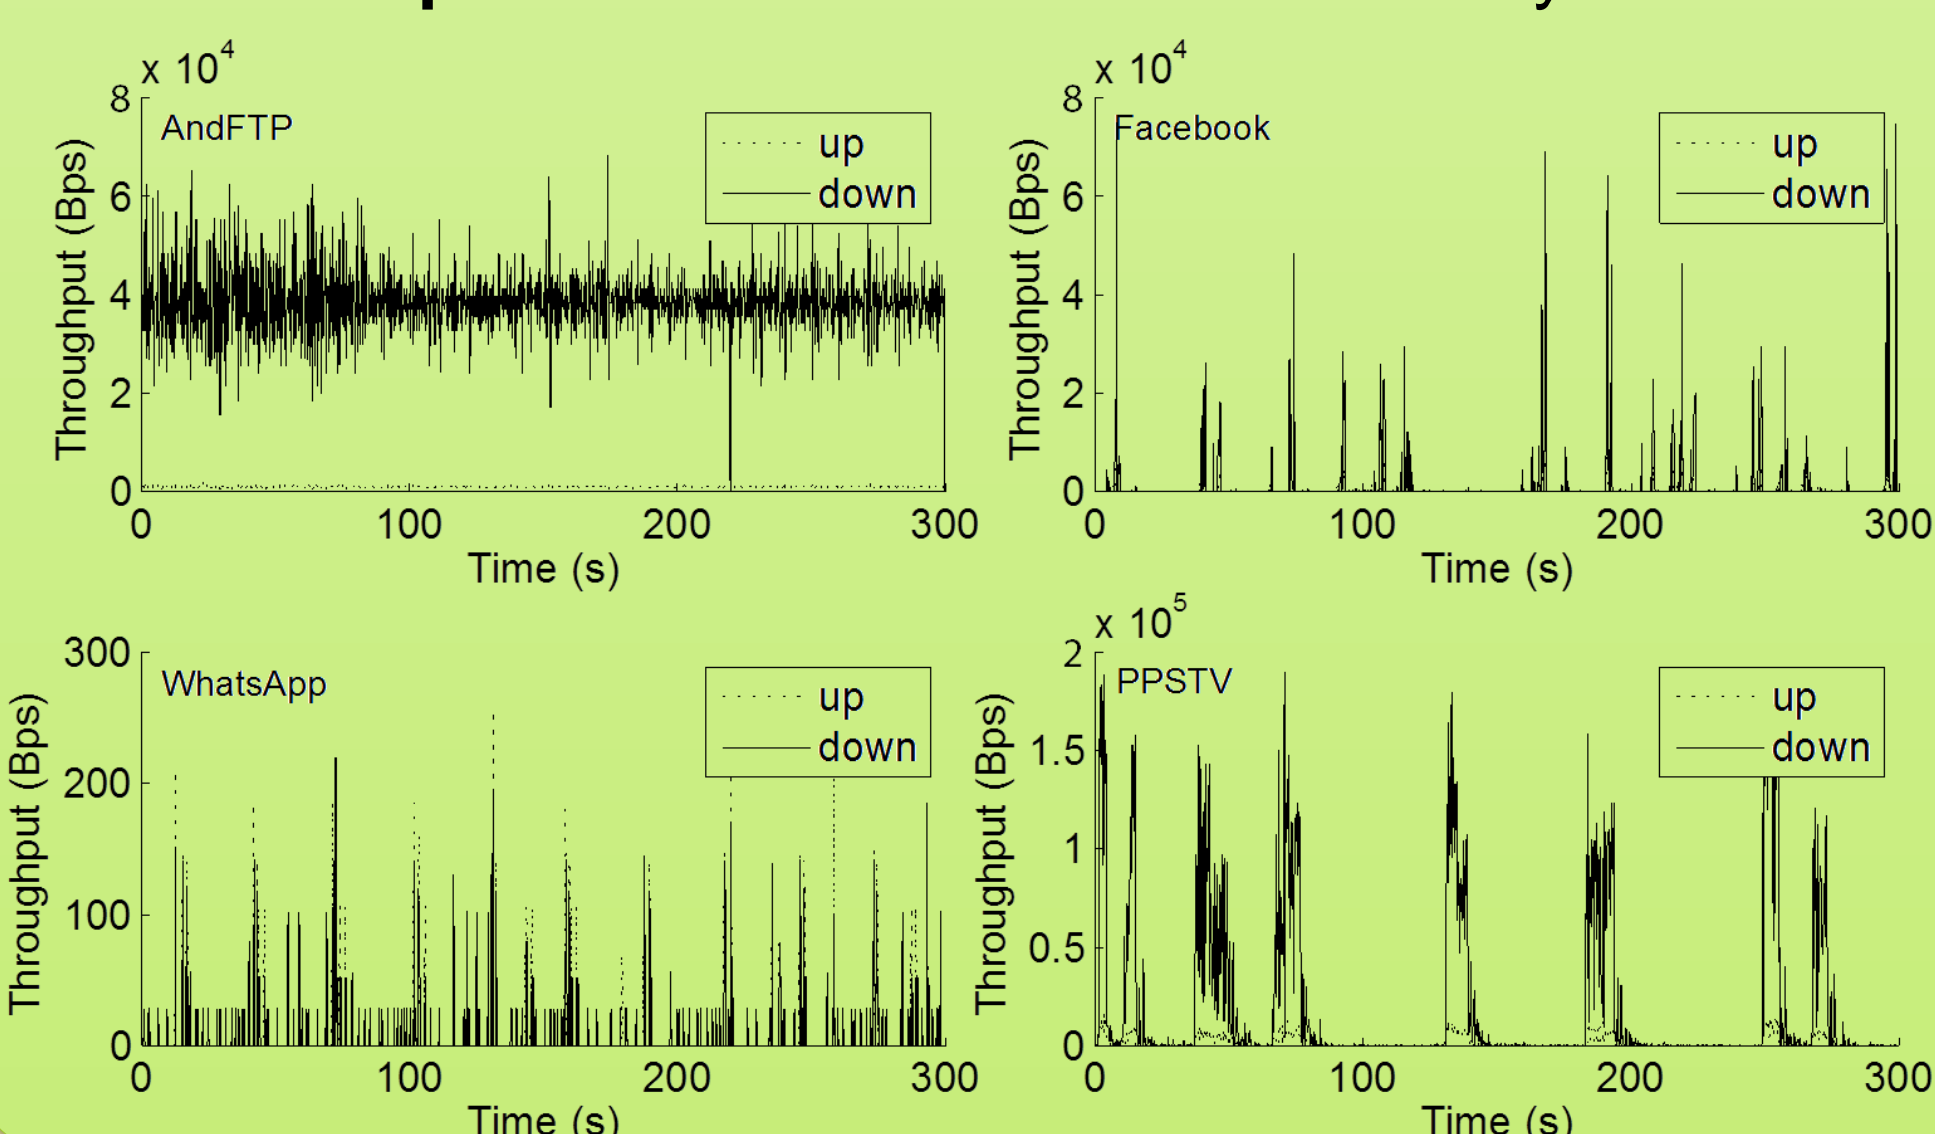 x 10^4
8
AndFTP
up
down
6
4
2
0
Throughput (Bps)
0 100 200 300
Time (s)
x 10^4
8
Facebook
up
down
6
4
2
0
Throughput (Bps)
0 100 200 300
Time (s)
300
WhatsApp
up
down
200
100
0
Throughput (Bps)
0 100 200 300
Time (s)
x 10^5
2
PPSTV
up
down
1.5
1
0.5
0
Throughput (Bps)
0 100 200 300
Time (s)